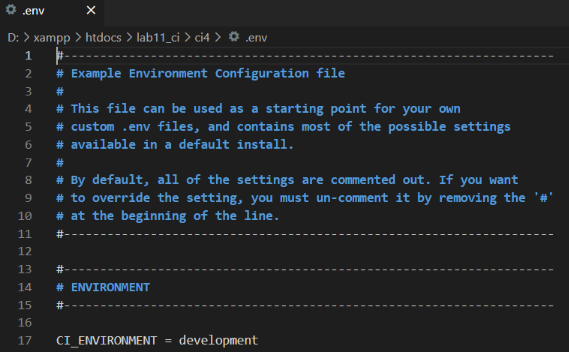 .env ×
D: > xampp > htdocs > lab11_ci > ci4 > .env
1 #--------------------------------------------------------------------
2 # Example Environment Configuration file
3 #
4 # This file can be used as a starting point for your own
5 # custom .env files, and contains most of the possible settings
6 # available in a default install.
7 #
8 # By default, all of the settings are commented out. If you want
9 # to override the setting, you must un-comment it by removing the '#'
10 # at the beginning of the line.
11 #--------------------------------------------------------------------
12
13 #--------------------------------------------------------------------
14 # ENVIRONMENT
15 #--------------------------------------------------------------------
16
17 CI_ENVIRONMENT = development